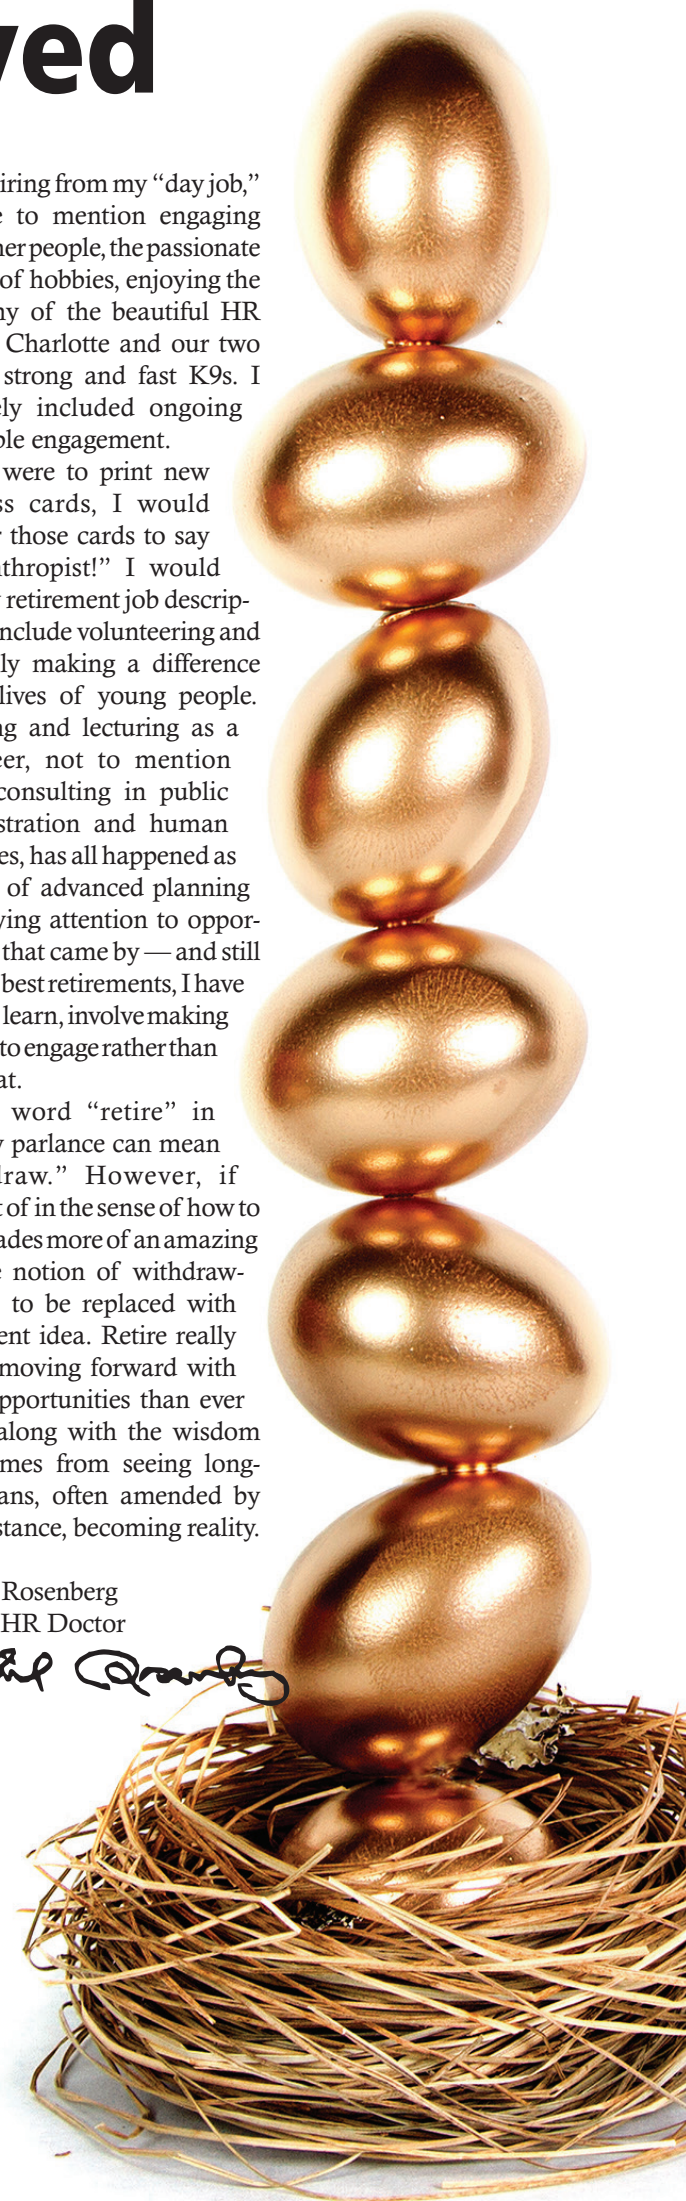 ved
iring from my “day job,”
e to mention engaging
her people, the passionate
of hobbies, enjoying the
ny of the beautiful HR
Charlotte and our two
strong and fast K9s. I
ely included ongoing
ble engagement.
were to print new
ss cards, I would
r those cards to say
nthropist!” I would
y retirement job descrip-
nclude volunteering and
ly making a difference
lives of young people.
ng and lecturing as a
eer, not to mention
consulting in public
stration and human
es, has all happened as
of advanced planning
ying attention to oppor-
that came by — and still
best retirements, I have
learn, involve making
to engage rather than
at.
word “retire” in
y parlance can mean
draw.” However, if
t of in the sense of how to
ades more of an amazing
e notion of withdraw-
to be replaced with
ent idea. Retire really
moving forward with
pportunities than ever
along with the wisdom
mes from seeing long-
ans, often amended by
stance, becoming reality.
Rosenberg
HR Doctor